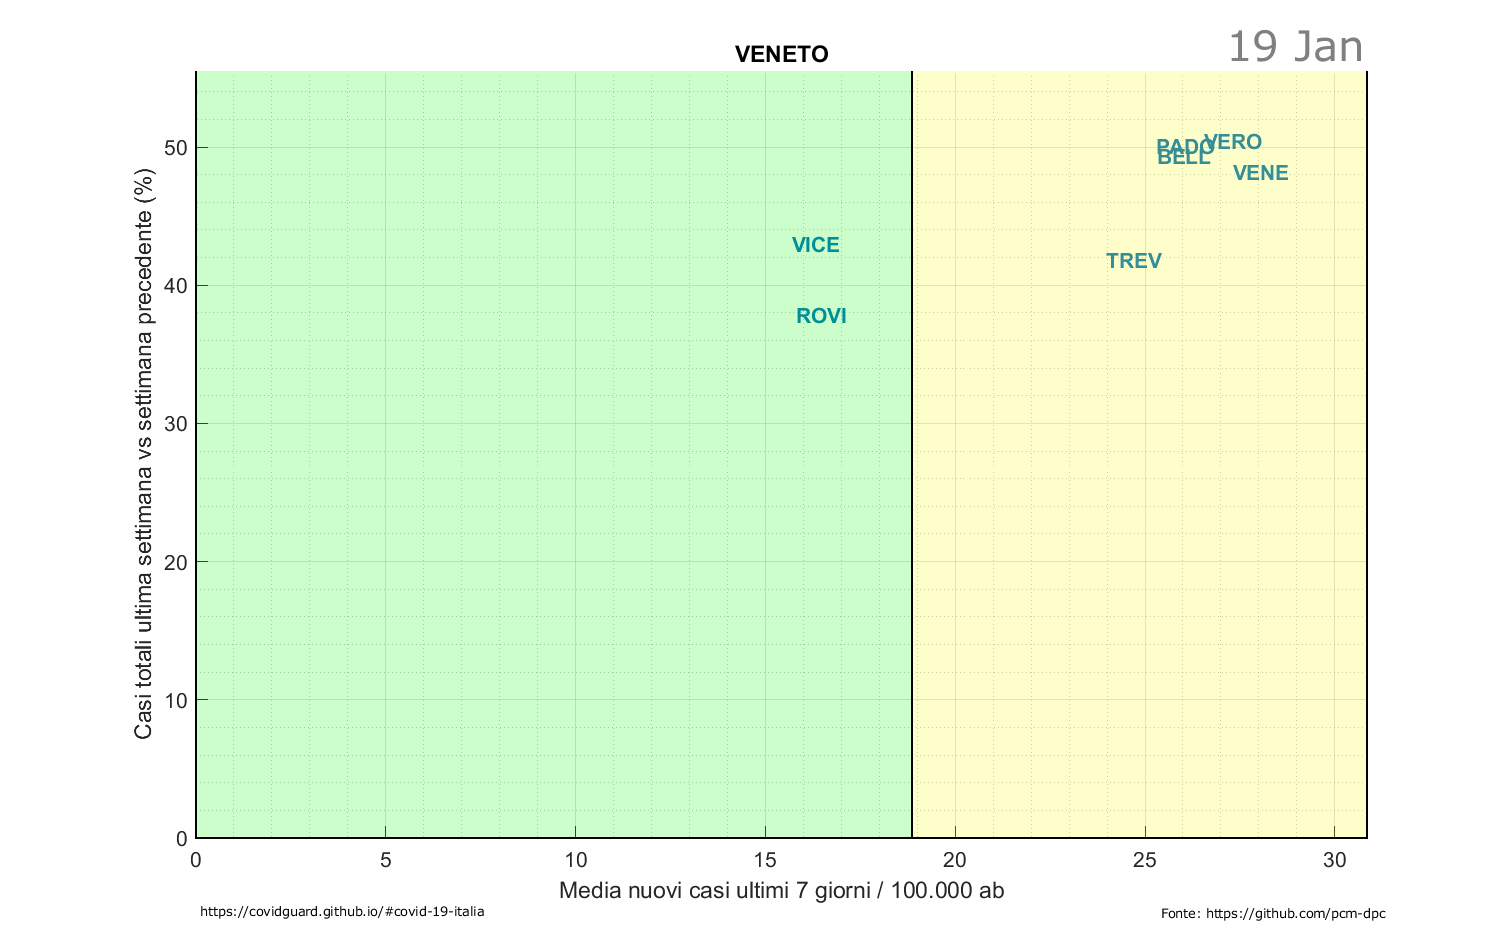 19 Jan
VENETO
Casi totali ultima settimana vs settimana precedente (%)
50
40
30
20
10
0
VERO
PADO
BELL
VENE
VICE
TREV
ROVI
0 5 10 15 20 25 30
Media nuovi casi ultimi 7 giorni / 100.000 ab
https://covidguard.github.io/#covid-19-italia
Fonte: https://github.com/pcm-dpc